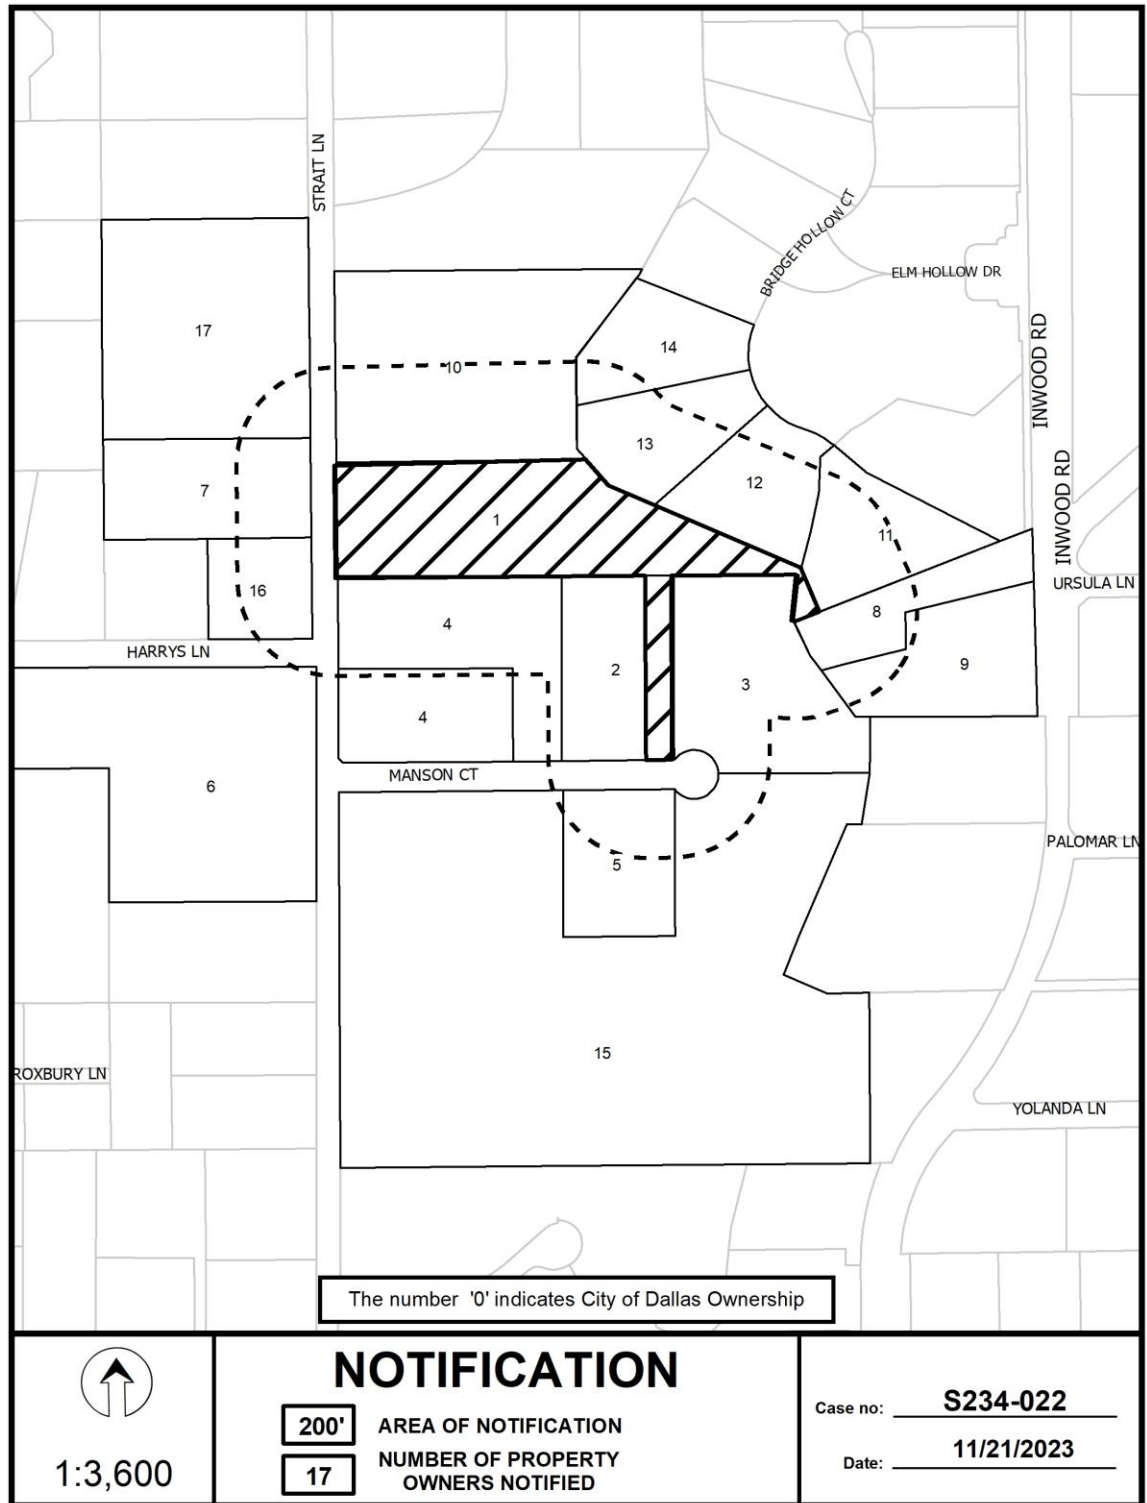 STRAIT LN
BRIDGE HOLLOW CT
ELM HOLLOW DR
17
14
INWOOD RD
10
13
7
12
INWOOD RD
1
11
URSULA LN
16
8
4
HARRYS LN
2
9
3
4
MANSON CT
6
PALOMAR LN
5
15
ROXBURY LN
YOLANDA LN
The number '0' indicates City of Dallas Ownership
1:3,600
NOTIFICATION
200' AREA OF NOTIFICATION
17 NUMBER OF PROPERTY
OWNERS NOTIFIED
Case no: S234-022
Date: 11/21/2023